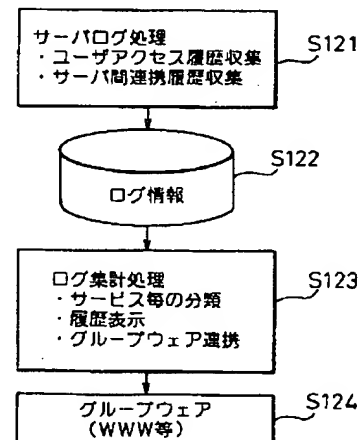 サーバログ処理
・ユーザアクセス履歴収集
・サーバ間連携履歴収集
S121
S122
ログ情報
ログ集計処理
・サービス毎の分類
・履歴表示
・グループウェア連携
S123
グループウェア
(WWW等)
S124